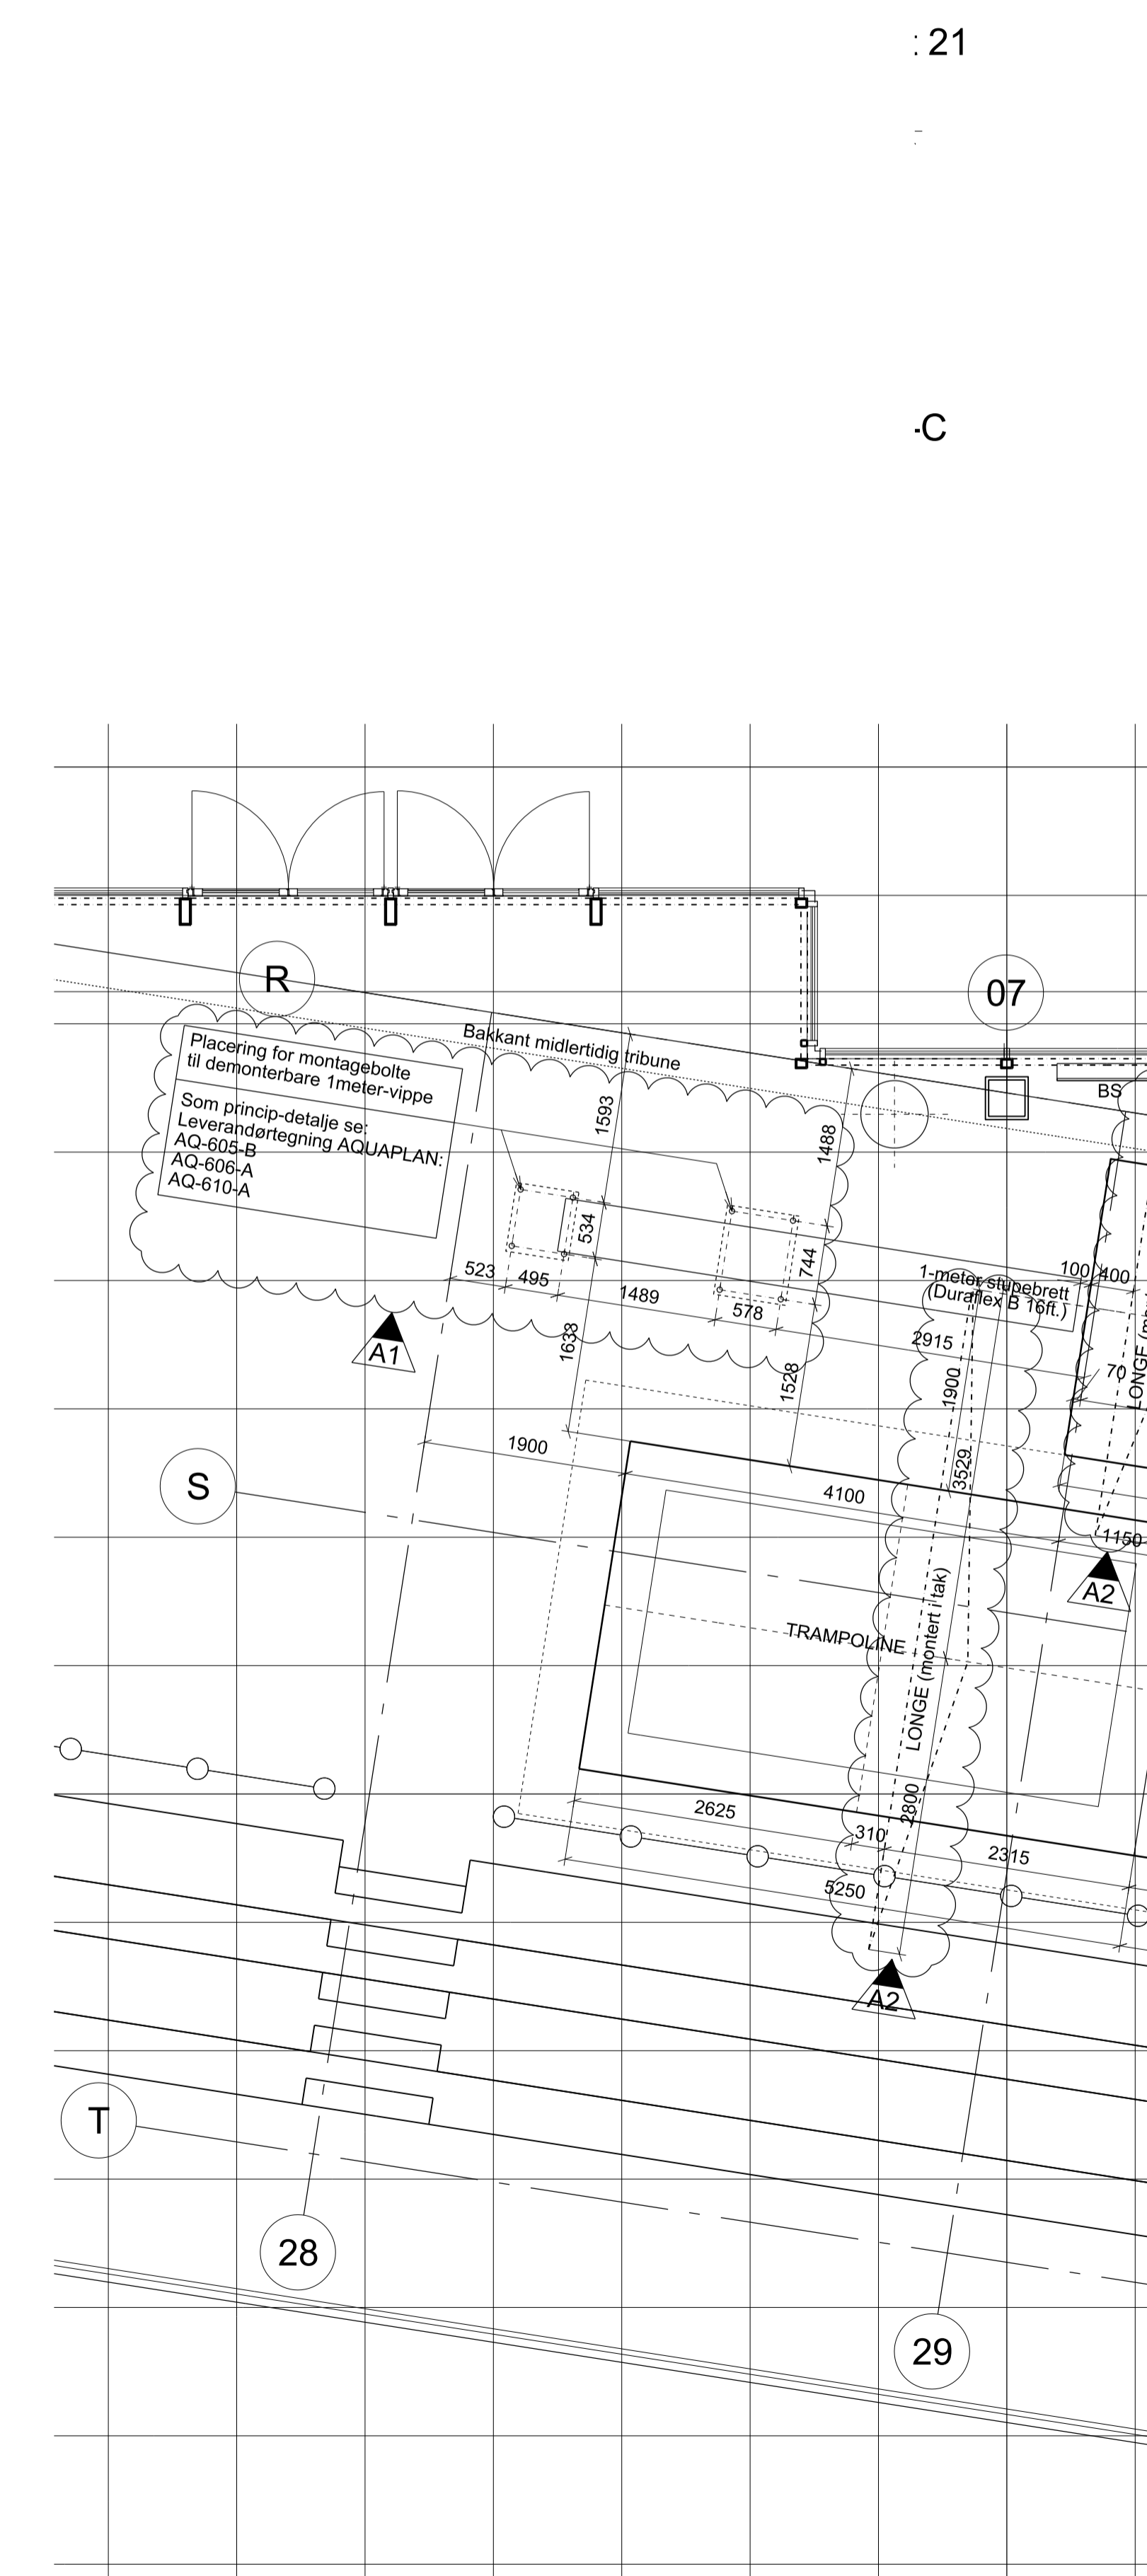 : 21
-C
R
07
Bakkant midlertidig tribune
Placering for montagebolte
til demonterbare 1meter-vippe
Som princip-detalje se:
Leverandørtegning AQUAPLAN:
AQ-605-B
AQ-606-A
AQ-610-A
BS
1593
1488
534
744
523
495
1489
578
100
400
1-meter stupebrett
(Duraflex B 16ft.)
A1
1638
1528
2915
1900
70
1900
3529
4100
S
1150
A2
TRAMPOLINE
LONGE (montert i tak)
2625
2800
310
2315
5250
A2
T
28
29